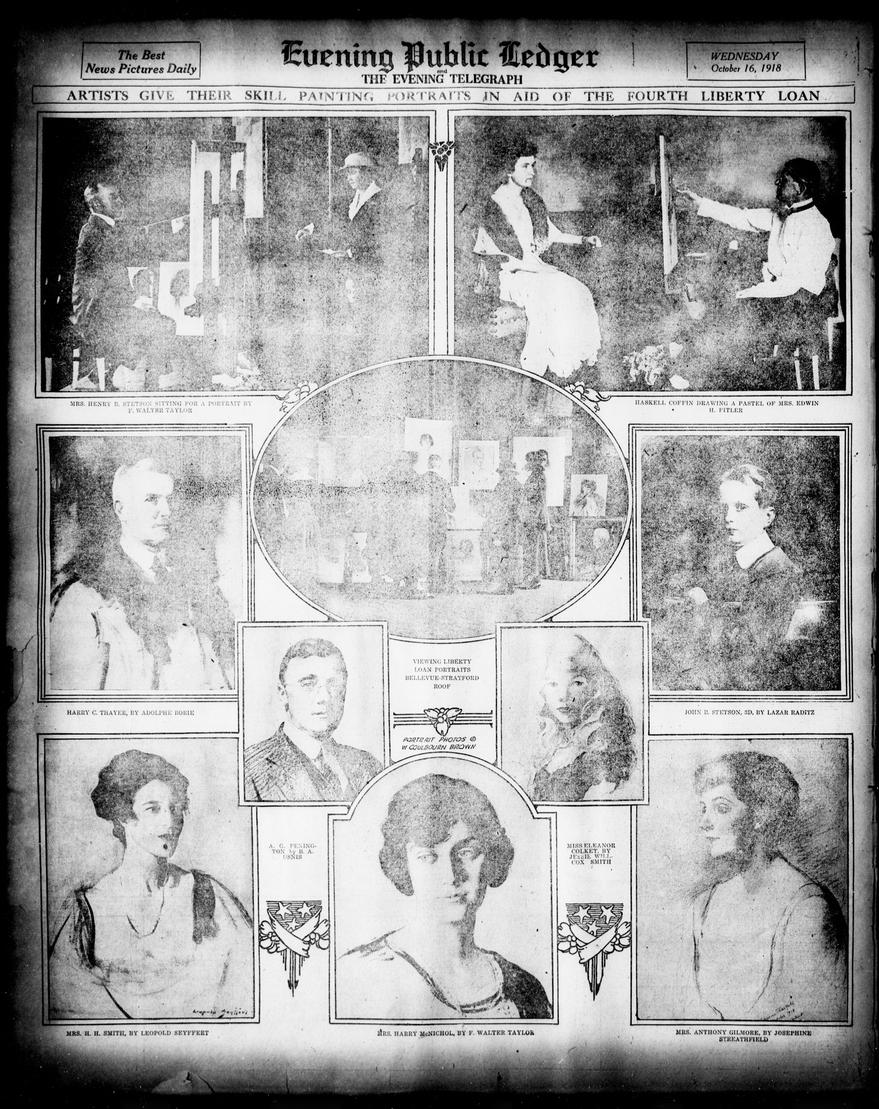 The Best
News Pictures Daily
Evening Public Ledger
and
THE EVENING TELEGRAPH
WEDNESDAY
October 16, 1918
ARTISTS GIVE THEIR SKILL PAINTING PORTRAITS IN AID OF THE FOURTH LIBERTY LOAN
MRS. HENRY B. STETSON SITTING FOR A PORTRAIT BY
F. WALTER TAYLOR
HASKELL COFFIN DRAWING A PASTEL OF MRS. EDWIN
H. FITLER
VIEWING LIBERTY
LOAN PORTRAITS
BELLEVUE-STRATFORD
ROOF
HARRY C. THAYER, BY ADOLPHE BORIE
JOHN B. STETSON, 3D, BY LAZAR RADITZ
PORTRAIT PHOTOS ©
W COULBOURN BROWN
A. G. PENING-
TON by B. A.
MISS ELEANOR
COLKET, BY
JESSIE WILL-
COX SMITH
MRS. H. H. SMITH, BY LEOPOLD SEYFFERT
MRS. HARRY McNICHOL, BY F. WALTER TAYLOR
MRS. ANTHONY GILMORE, BY JOSEPHINE
STREATHFIELD